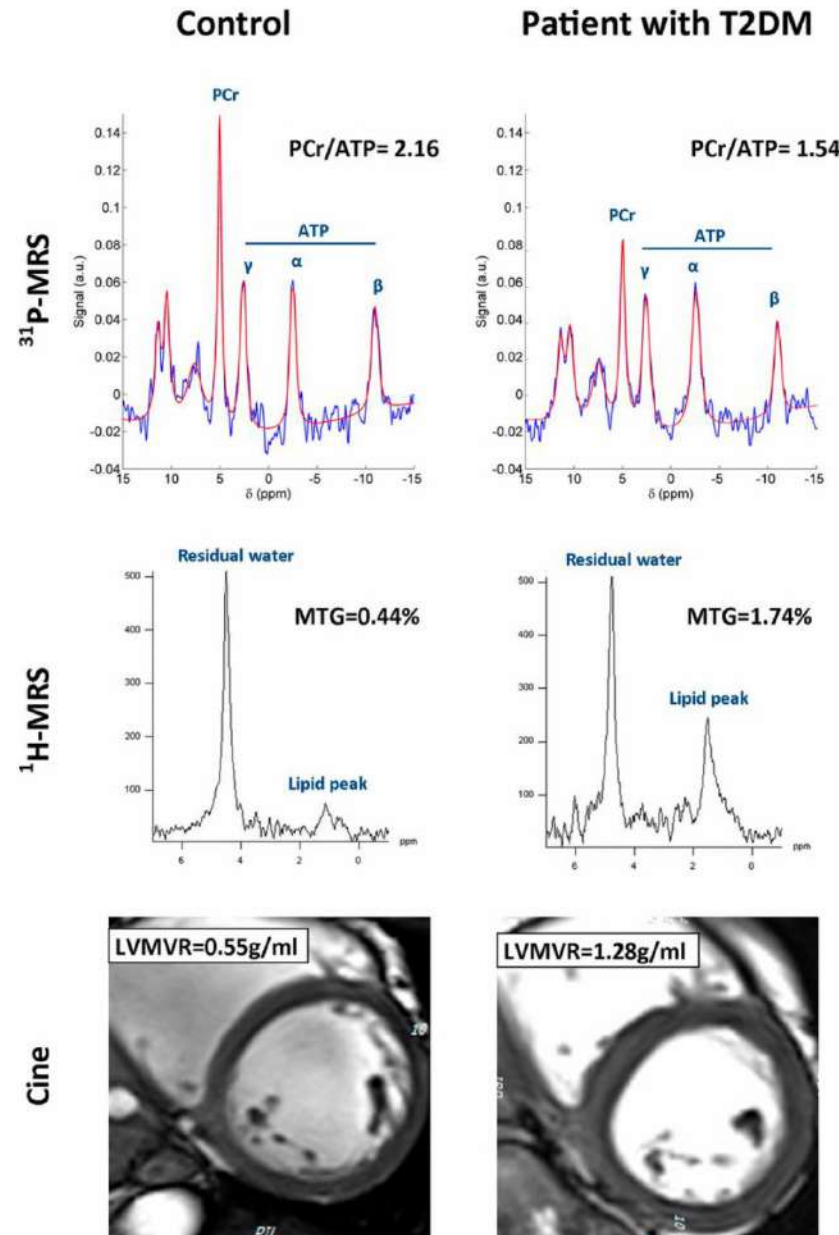 Control
Patient with T2DM
31P-MRS
PCr
PCr/ATP= 2.16
ATP
γ
α
β
0.14
0.12
0.1
0.08
0.06
0.04
0.02
0
-0.02
-0.04
Signal (a.u.)
15
10
5
0
-5
-10
-15
δ (ppm)
PCr/ATP= 1.54
PCr
ATP
γ
α
β
0.14
0.12
0.1
0.08
0.06
0.04
0.02
0
-0.02
-0.04
Signal (a.u.)
15
10
5
0
-5
-10
-15
δ (ppm)
1H-MRS
Residual water
MTG=0.44%
Lipid peak
500
400
300
200
100
6
4
2
0
ppm
Residual water
MTG=1.74%
Lipid peak
500
400
300
200
100
6
4
2
0
ppm
Cine
LVMVR=0.55g/ml
10
LVMVR=1.28g/ml
10